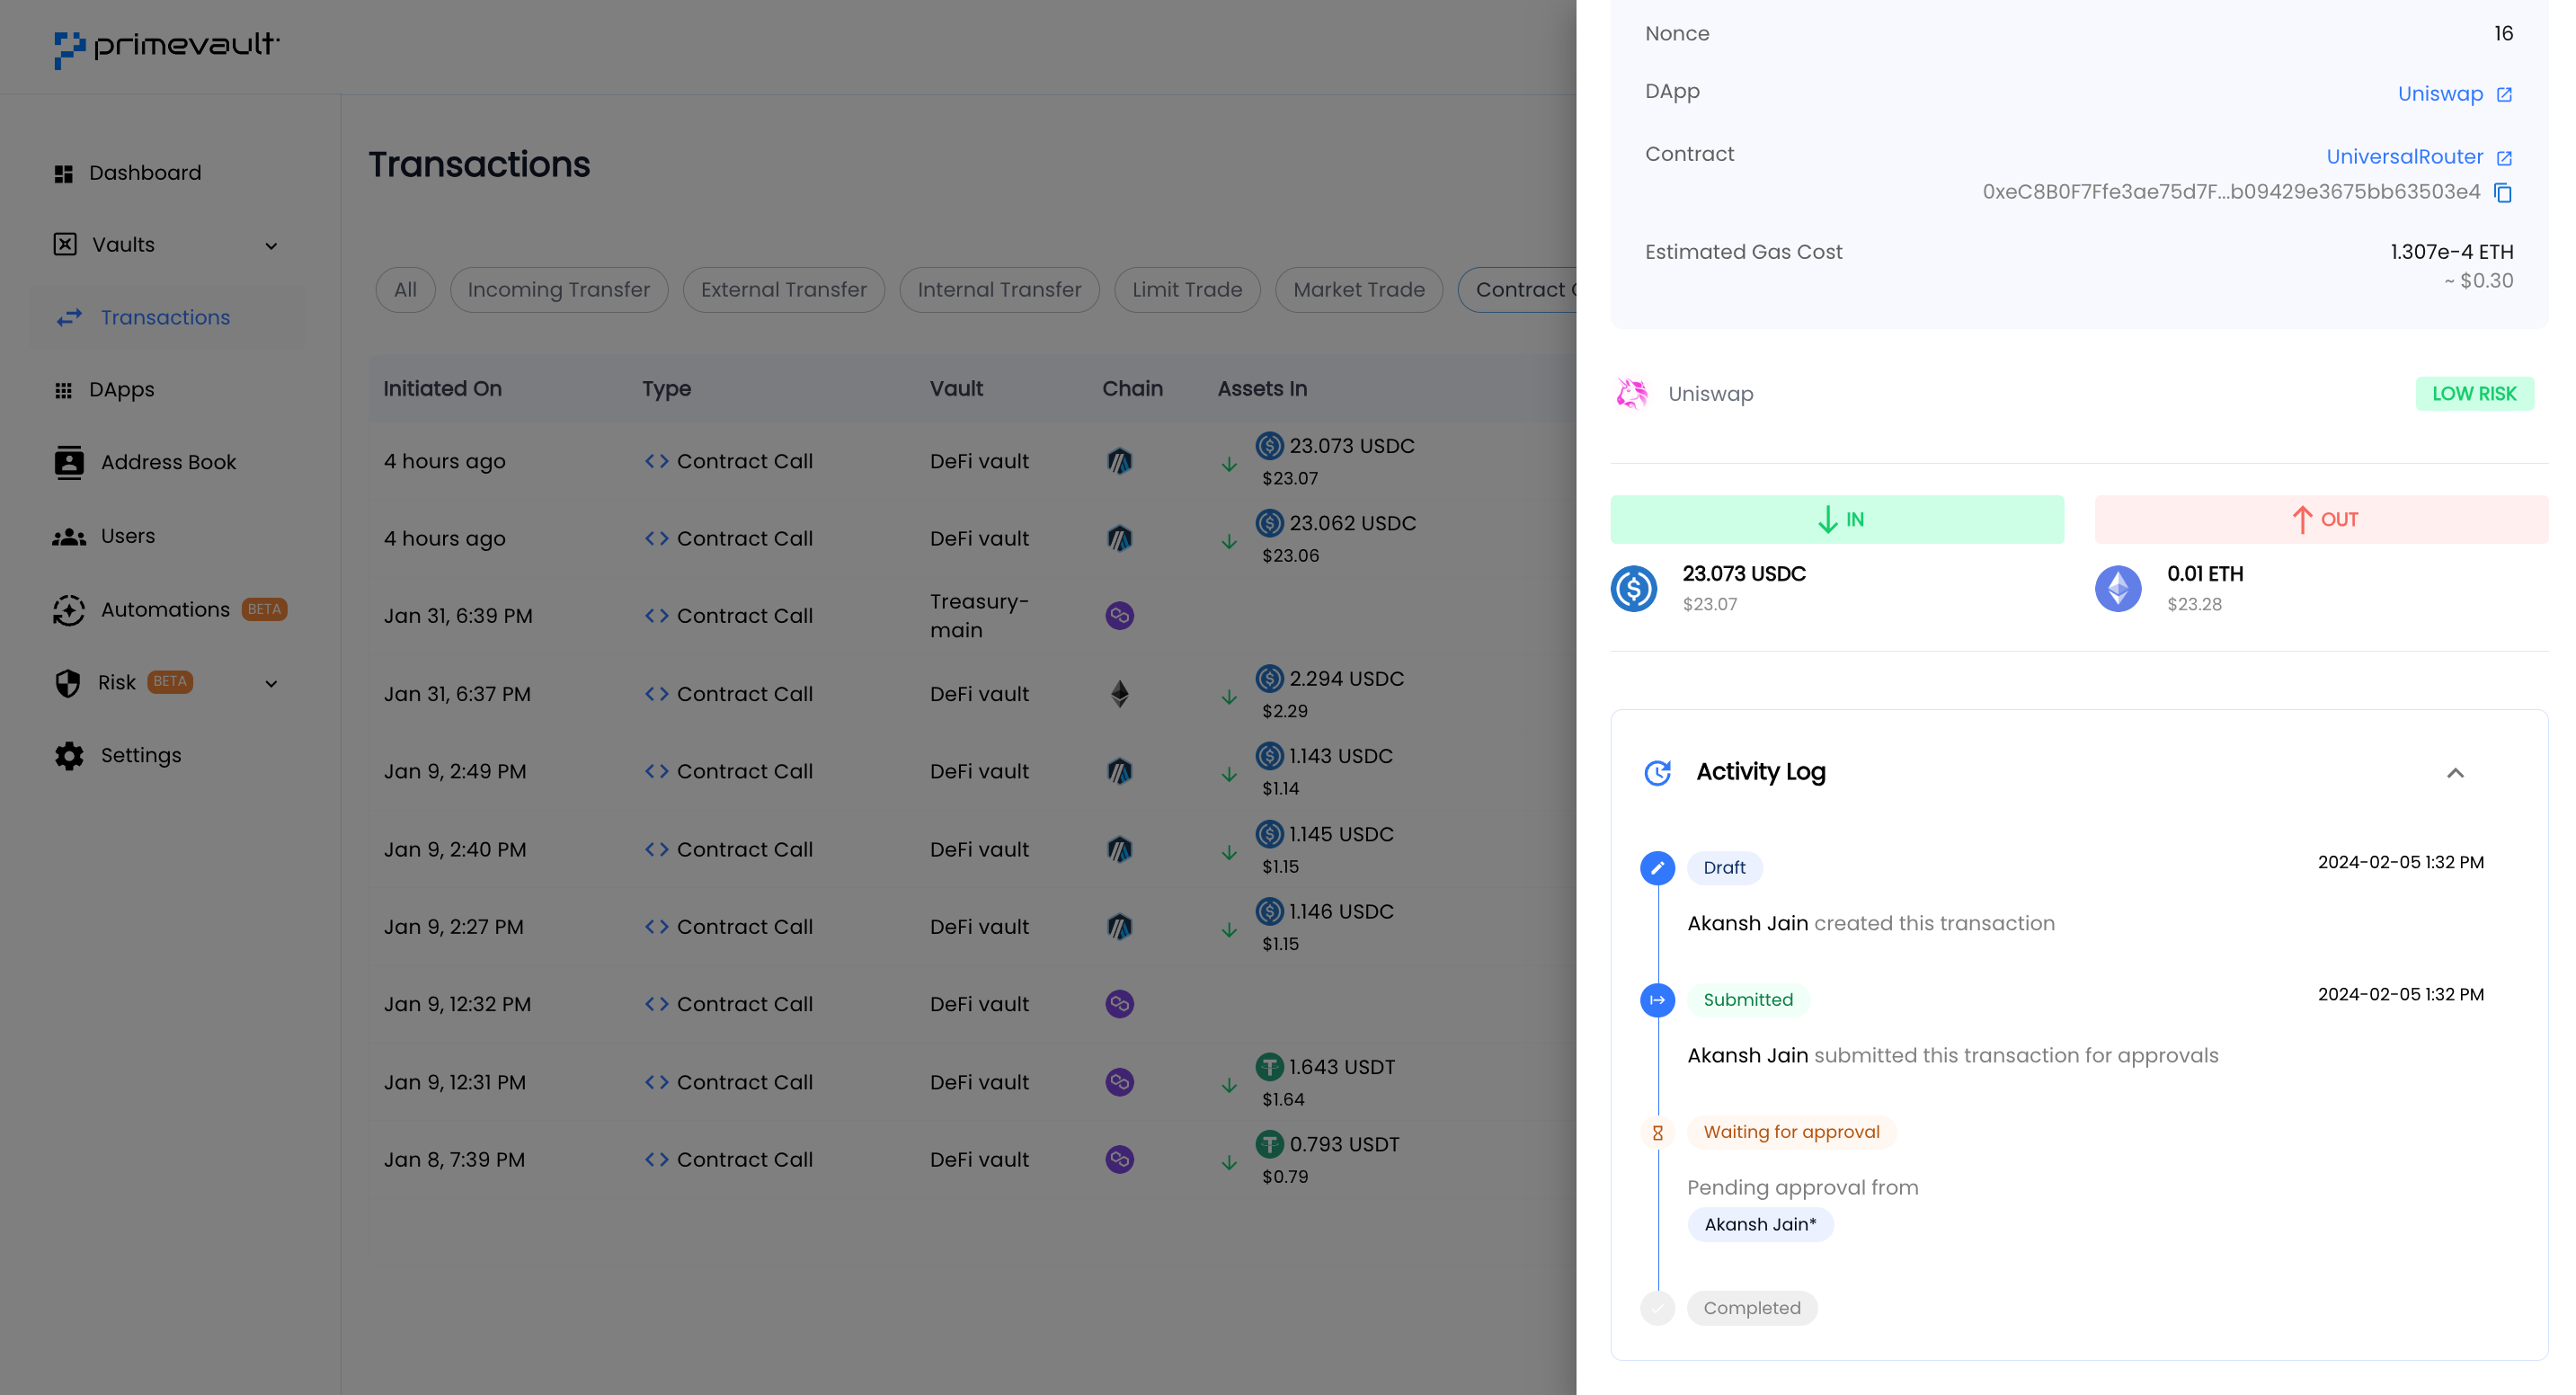 primevault
Dashboard
Vaults
Transactions
DApps
Address Book
Users
Automations BETA
Risk BETA
Settings
Transactions
All Incoming Transfer External Transfer Internal Transfer Limit Trade Market Trade Contract
Initiated On Type Vault Chain Assets In
4 hours ago Contract Call DeFi vault 23.073 USDC
$23.07
4 hours ago Contract Call DeFi vault 23.062 USDC
$23.06
Jan 31, 6:39 PM Contract Call Treasury-
main
Jan 31, 6:37 PM Contract Call DeFi vault 2.294 USDC
$2.29
Jan 9, 2:49 PM Contract Call DeFi vault 1.143 USDC
$1.14
Jan 9, 2:40 PM Contract Call DeFi vault 1.145 USDC
$1.15
Jan 9, 2:27 PM Contract Call DeFi vault 1.146 USDC
$1.15
Jan 9, 12:32 PM Contract Call DeFi vault
Jan 9, 12:31 PM Contract Call DeFi vault 1.643 USDT
$1.64
Jan 8, 7:39 PM Contract Call DeFi vault 0.793 USDT
$0.79
Nonce 16
DApp Uniswap
Contract UniversalRouter
0xeC8B0F7Ffe3ae75d7F...b09429e3675bb63503e4
Estimated Gas Cost 1.307e-4 ETH
~ $0.30
Uniswap LOW RISK
IN OUT
23.073 USDC 0.01 ETH
$23.07 $23.28
Activity Log
Draft 2024-02-05 1:32 PM
Akansh Jain created this transaction
Submitted 2024-02-05 1:32 PM
Akansh Jain submitted this transaction for approvals
Waiting for approval
Pending approval from
Akansh Jain*
Completed